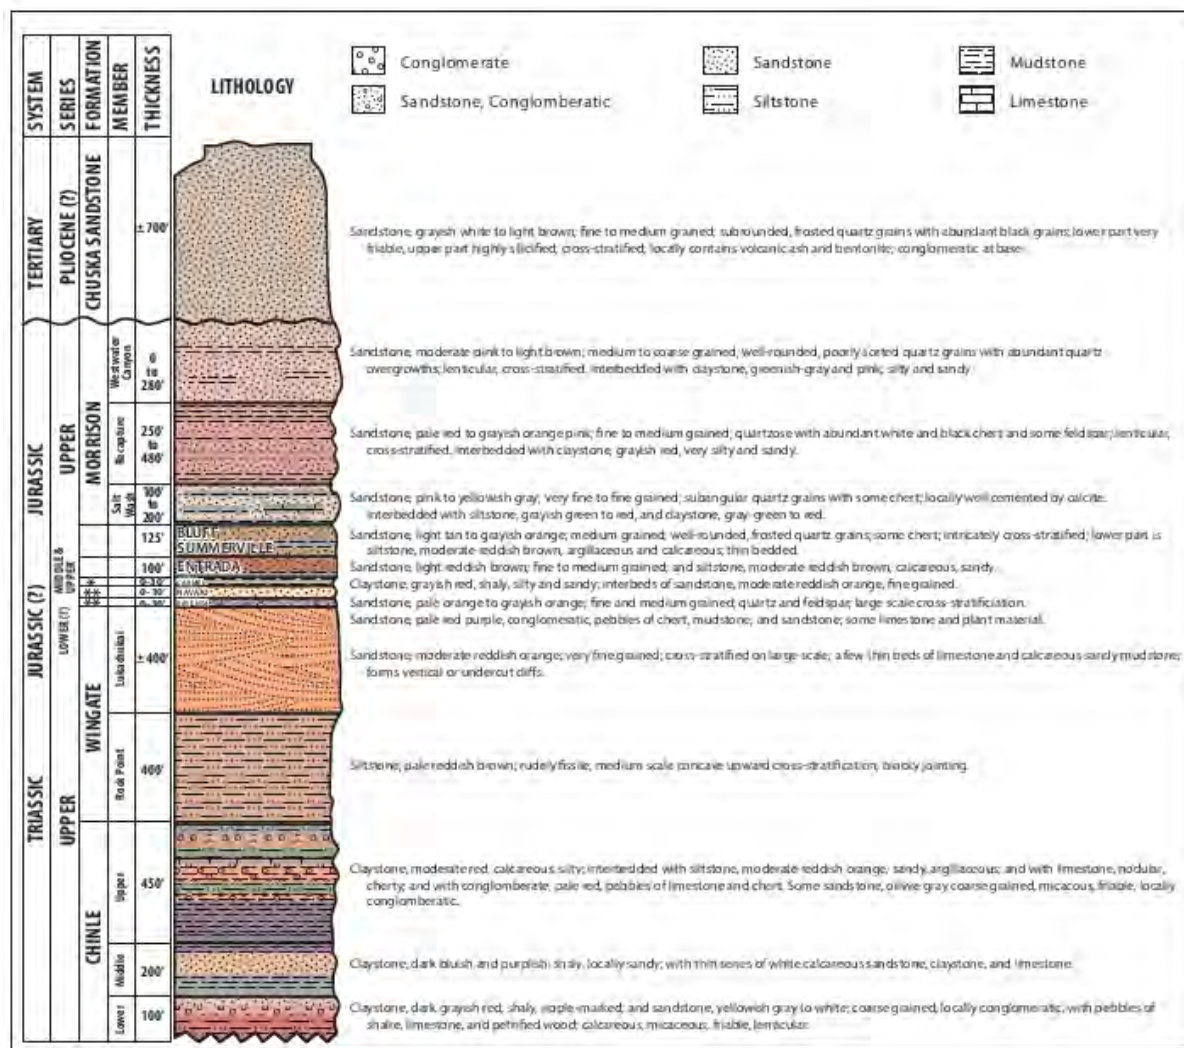 SYSTEM
SERIES
FORMATION
MEMBER
THICKNESS
LITHOLOGY
Conglomerate
Sandstone
Mudstone
Sandstone, Conglomberatic
Siltstone
Limestone
TERTIARY
PLIOCENE (?)
CHUSKA SANDSTONE
± 700'
Sandstone, grayish white to light brown; fine to medium grained; subrounded, frosted quartz grains with abundant black grains; lower part very
friable, upper part highly silicified, cross-stratified; locally contains volcanic ash and bentonite; conglomeratic at base.
JURASSIC
UPPER
MORRISON
Westwater
Canyon
0
to
280'
Sandstone, moderate pink to light brown; medium to coarse grained, well-rounded, poorly sorted quartz grains with abundant quartz
overgrowths; lenticular, cross-stratified. Interbedded with claystone, greenish-gray and pink, silty and sandy
Recapture
250'
to
480'
Sandstone, pale red to grayish orange pink; fine to medium grained; quartzose with abundant white and black chert and some feldspar; lenticular,
cross-stratified. Interbedded with claystone, grayish red, very silty and sandy.
Salt
Wash
100'
to
200'
Sandstone, pink to yellowish gray; very fine to fine grained; subangular quartz grains with some chert; locally well cemented by calcite.
Interbedded with siltstone, grayish green to red, and claystone, gray-green to red.
MIDDLE &
UPPER
125'
BLUFF
SUMMERVILLE
Sandstone, light tan to grayish orange; medium grained; well-rounded, frosted quartz grains; some chert; intricately cross-stratified; lower part is
siltstone, moderate-reddish brown, argillaceous and calcareous; thin bedded.
100'
ENTRADA
Sandstone, light reddish brown; fine to medium grained; and siltstone, moderate reddish brown, calcareous, sandy.
*
Claystone, grayish red, shaly, silty and sandy; interbeds of sandstone, moderate reddish orange, fine grained.
**
Sandstone, pale orange to grayish orange; fine and medium grained; quartz and feldspar; large scale cross-stratificiation.
Sandstone, pale red purple, conglomeratic, pebbles of chert, mudstone, and sandstone; some limestone and plant material.
JURASSIC (?)
LOWER (?)
WINGATE
Lukachukai
± 400'
Sandstone, moderate reddish orange; very fine grained; cross-stratified on large-scale; a few thin beds of limestone and calcareous sandy mudstone;
forms vertical or undercut cliffs.
TRIASSIC
UPPER
Rock Point
400'
Siltstone, pale reddish brown; rudely fissile, medium scale concave upward cross-stratification, blocky jointing.
CHINLE
Upper
450'
Claystone, moderate red, calcareous, silty; interbedded with siltstone, moderate reddish orange, sandy, argillaceous; and with limestone, nodular,
cherty; and with conglomberate, pale red, pebbles of limestone and chert. Some sandstone, olive gray coarse grained, micacous, friable, locally
conglomberatic.
Middle
200'
Claystone, dark bluish and purplish shaly, locally sandy; with thin series of white calcareous sandstone, claystone, and limestone.
Lower
100'
Claystone, dark grayish red, shaly, ripple-marked; and sandstone, yellowish gray to white; coarse grained, locally conglomeratic, with pebbles of
shale, limestone, and petrified wood; calcareous, micaceous, friable, lenticular.